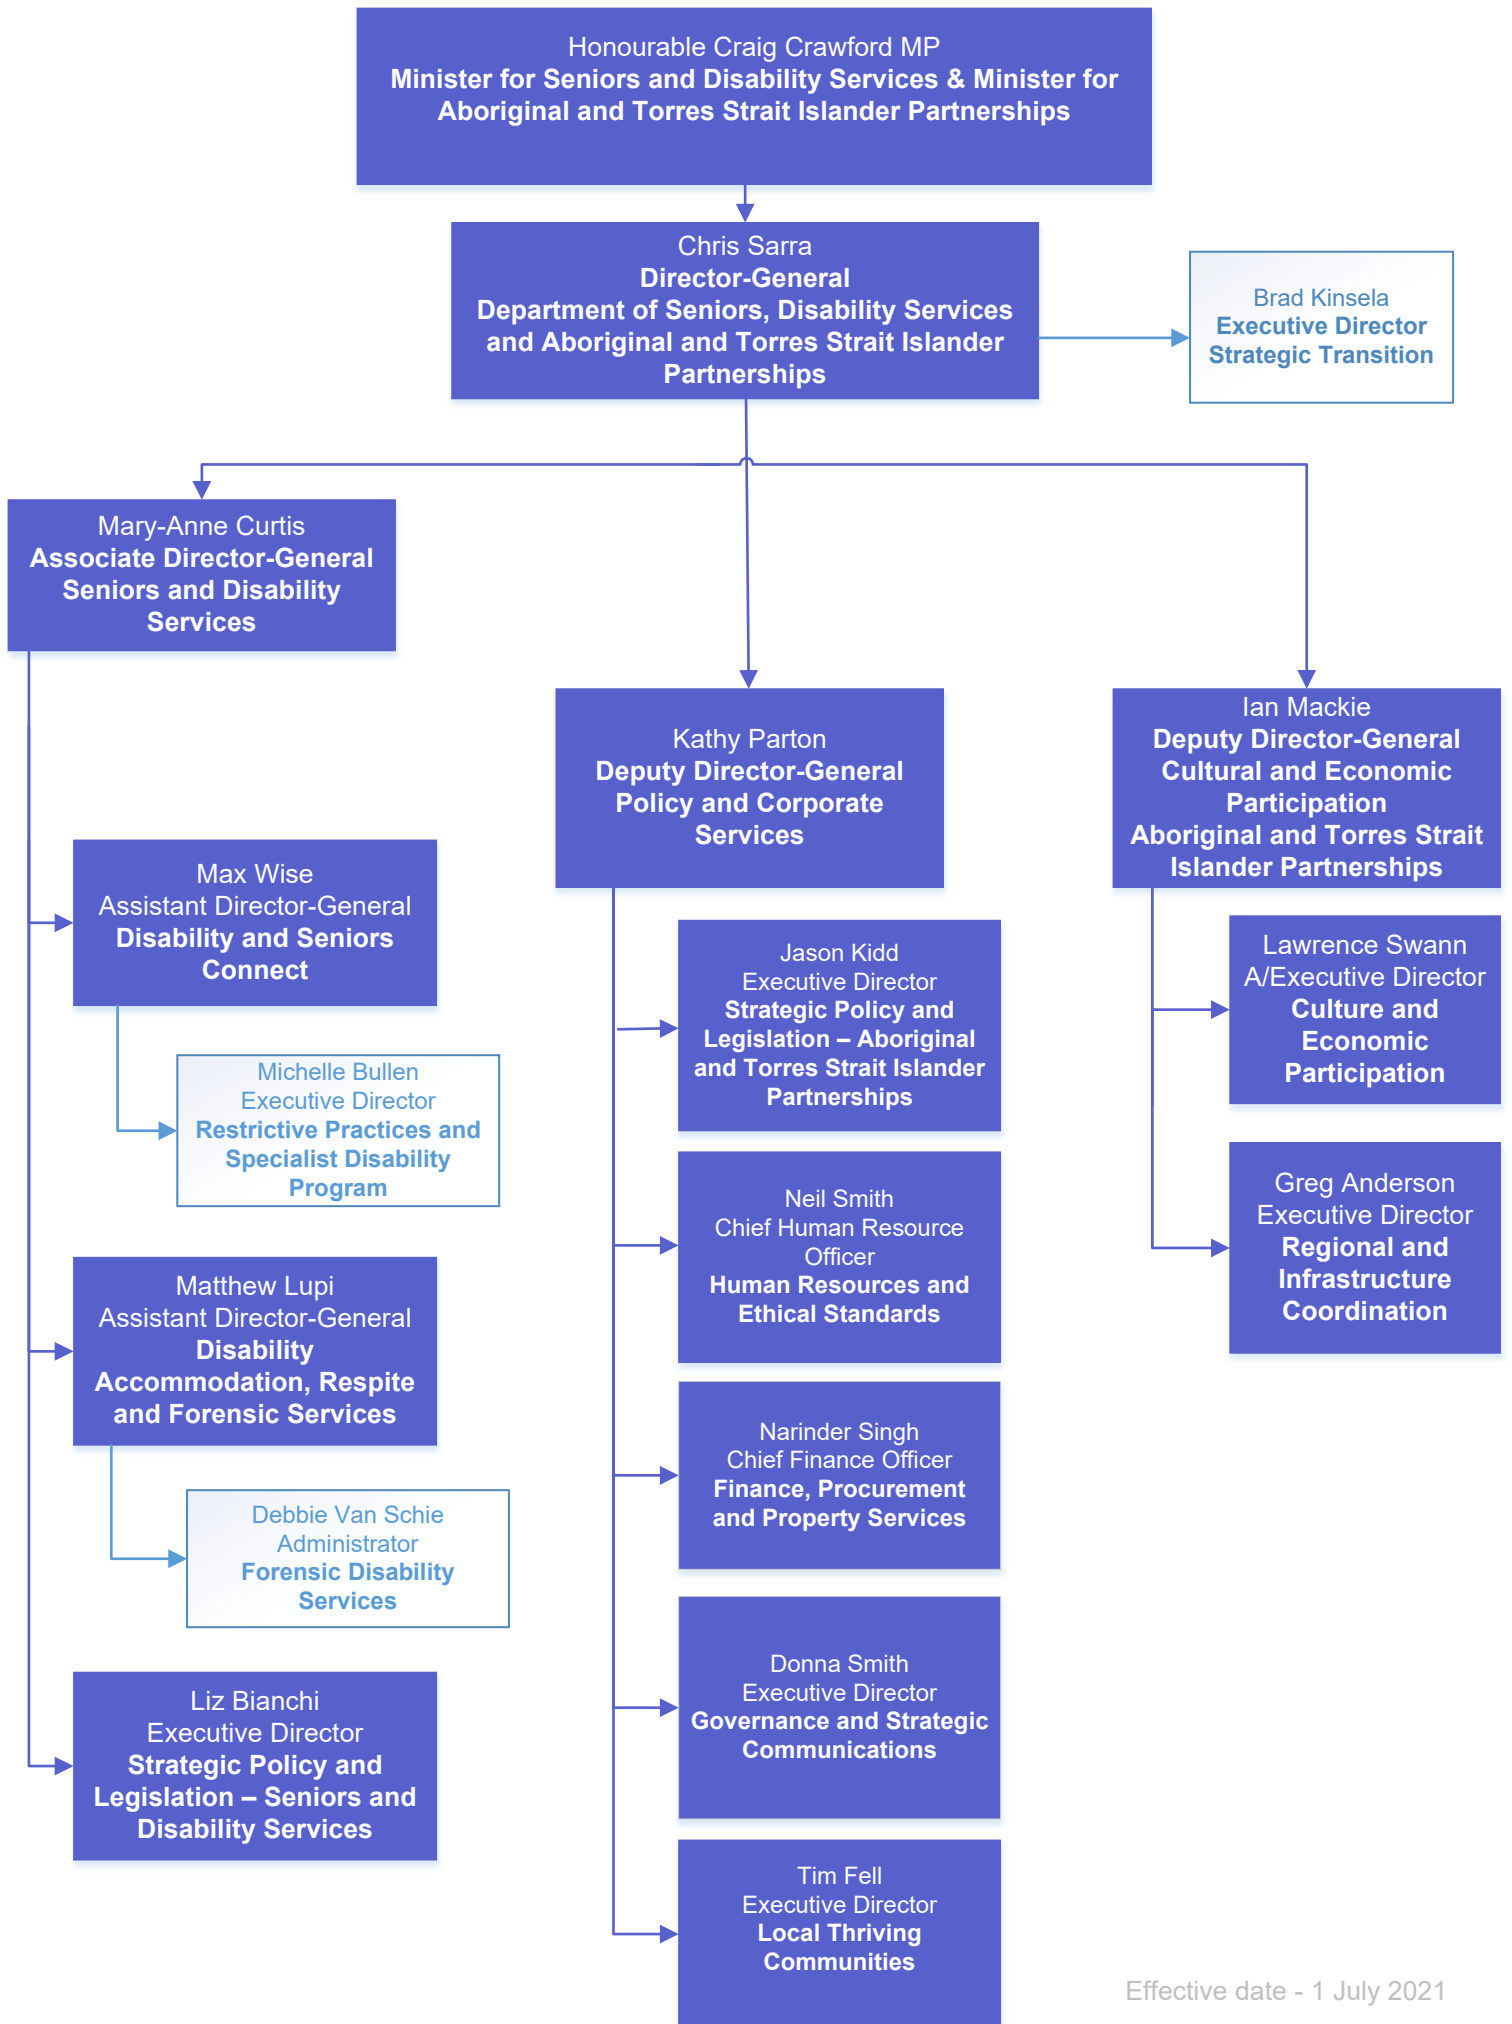 Honourable Craig Crawford MP
Minister for Seniors and Disability Services & Minister for
Aboriginal and Torres Strait Islander Partnerships
Chris Sarra
Director-General
Department of Seniors, Disability Services
and Aboriginal and Torres Strait Islander
Partnerships
Brad Kinsela
Executive Director
Strategic Transition
Mary-Anne Curtis
Associate Director-General
Seniors and Disability
Services
Max Wise
Assistant Director-General
Disability and Seniors
Connect
Michelle Bullen
Executive Director
Restrictive Practices and
Specialist Disability
Program
Matthew Lupi
Assistant Director-General
Disability
Accommodation, Respite
and Forensic Services
Debbie Van Schie
Administrator
Forensic Disability
Services
Liz Bianchi
Executive Director
Strategic Policy and
Legislation – Seniors and
Disability Services
Kathy Parton
Deputy Director-General
Policy and Corporate
Services
Jason Kidd
Executive Director
Strategic Policy and
Legislation – Aboriginal
and Torres Strait Islander
Partnerships
Neil Smith
Chief Human Resource
Officer
Human Resources and
Ethical Standards
Narinder Singh
Chief Finance Officer
Finance, Procurement
and Property Services
Donna Smith
Executive Director
Governance and Strategic
Communications
Tim Fell
Executive Director
Local Thriving
Communities
Ian Mackie
Deputy Director-General
Cultural and Economic
Participation
Aboriginal and Torres Strait
Islander Partnerships
Lawrence Swann
A/Executive Director
Culture and
Economic
Participation
Greg Anderson
Executive Director
Regional and
Infrastructure
Coordination
Effective date - 1 July 2021